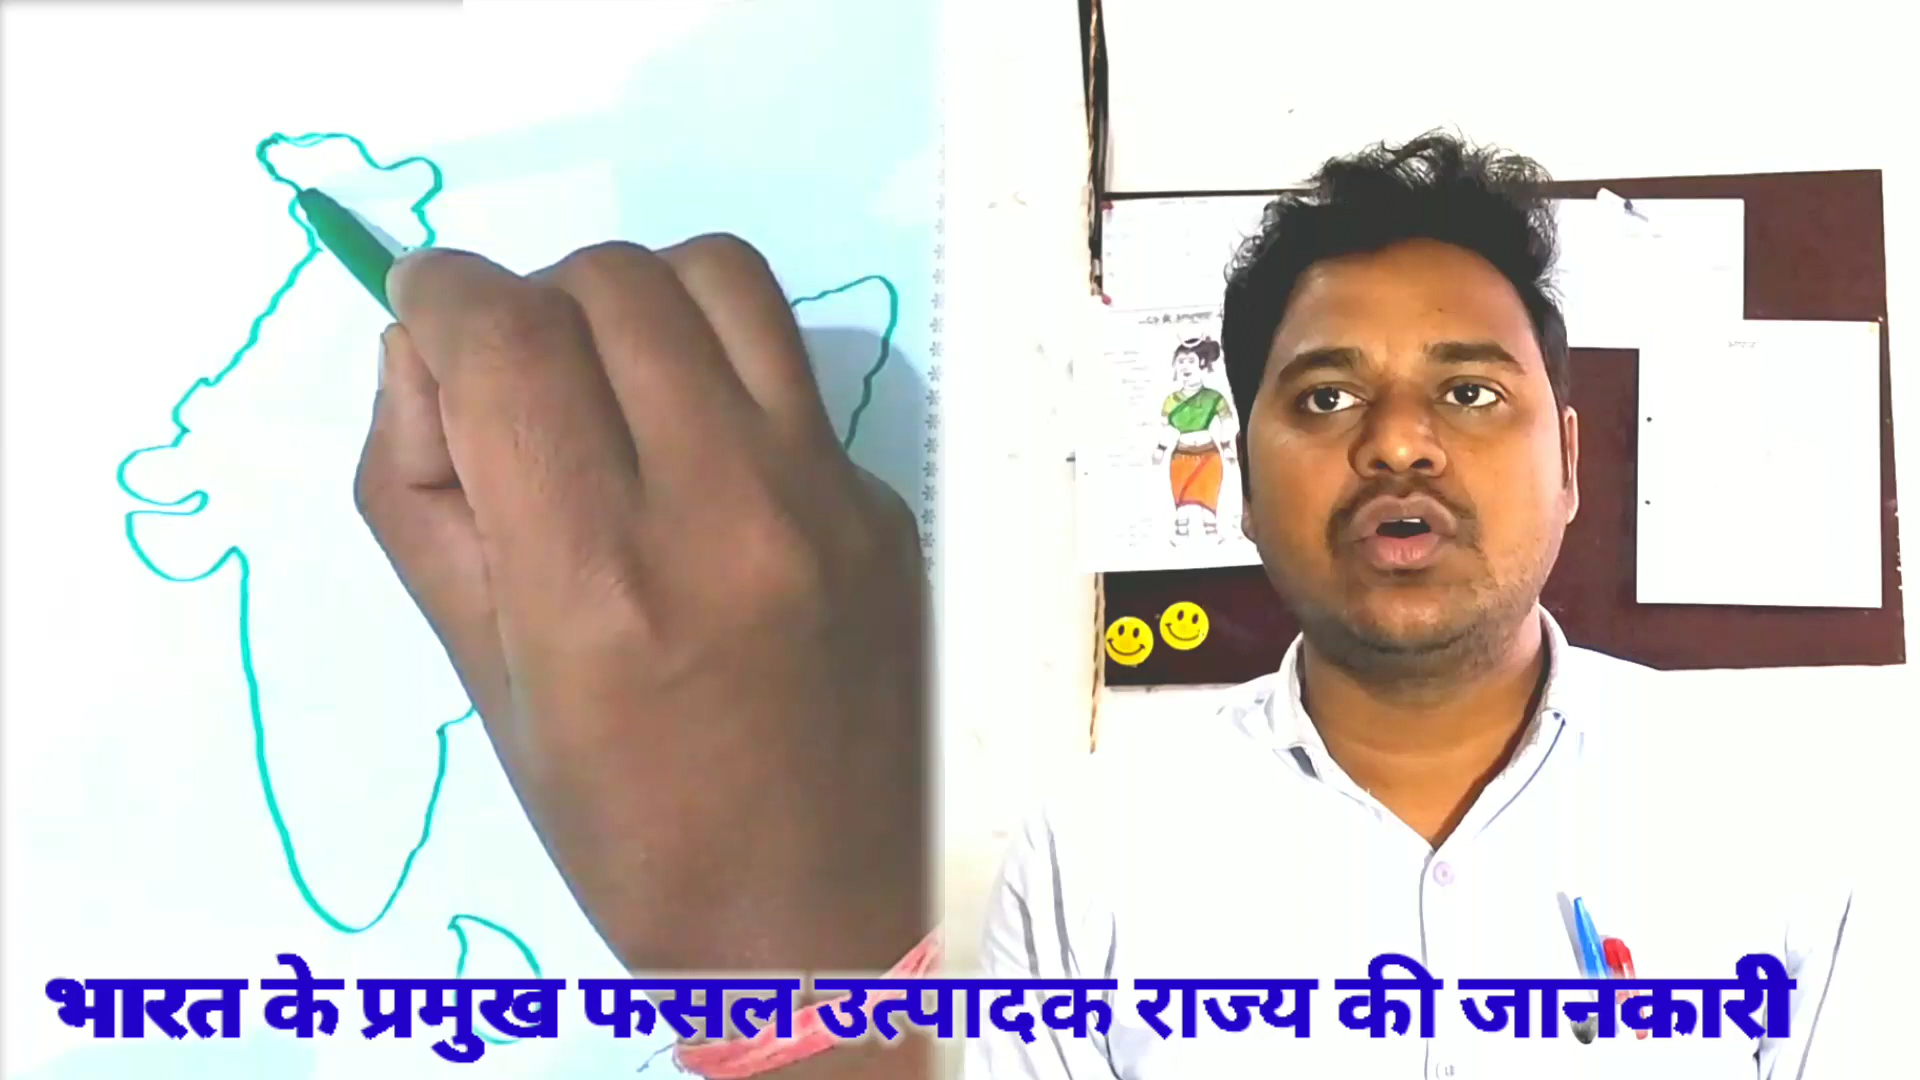 भारत के प्रमुख फसल उत्पादक राज्य की जानकारी